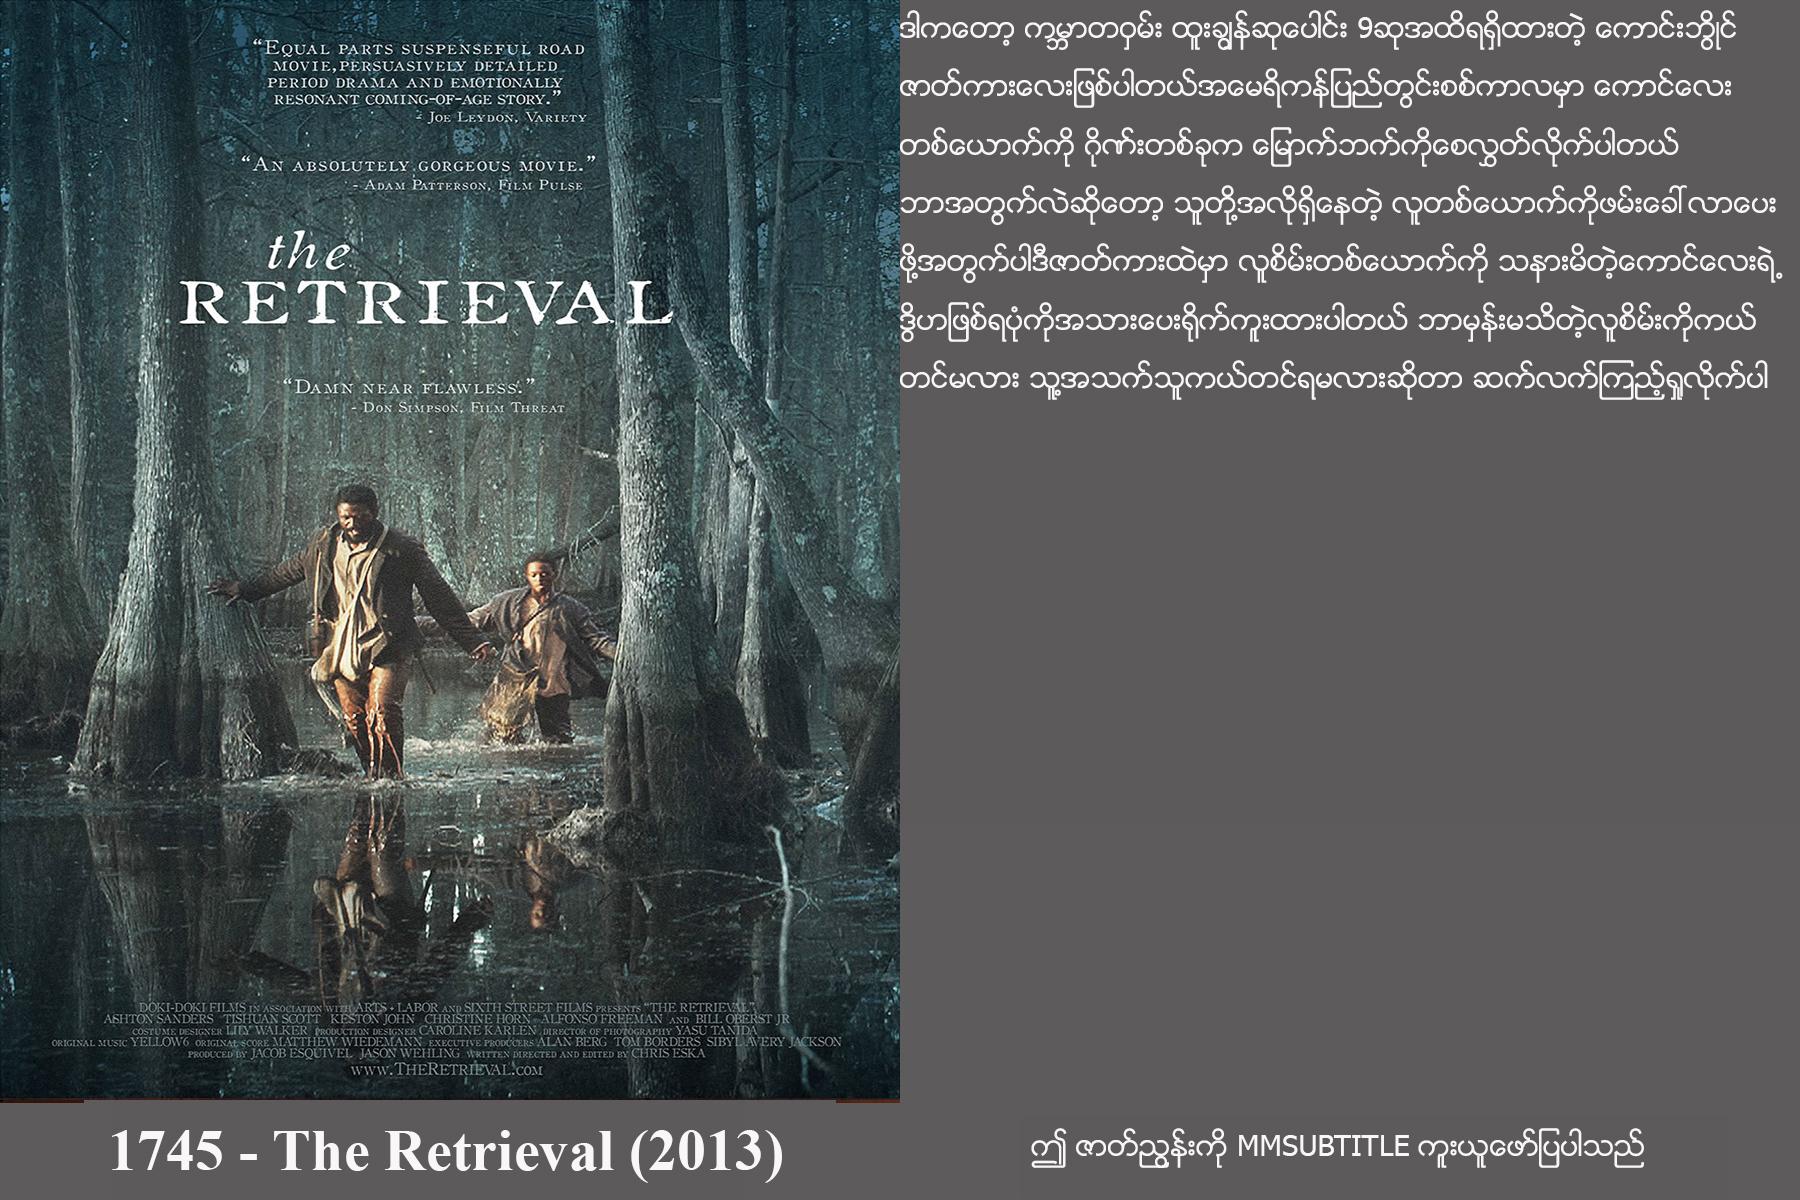 “Equal parts suspenseful road
movie, persuasively detailed
period drama and emotionally
resonant coming-of-age story.”
- Joe Leydon, Variety
“An absolutely gorgeous movie.”
- Adam Patterson, Film Pulse
the
RETRIEVAL
“Damn near flawless.”
- Don Simpson, Film Threat
DOKI-DOKI FILMS IN ASSOCIATION WITH ARTS + LABOR AND SIXTH STREET FILMS PRESENTS “THE RETRIEVAL”
ASHTON SANDERS TISHUAN SCOTT KESTON JOHN CHRISTINE HORN ALFONSO FREEMAN AND BILL OBERST JR
COSTUME DESIGNER LILY WALKER PRODUCTION DESIGNER CAROLINE KARLEN DIRECTOR OF PHOTOGRAPHY YASU TANIDA
ORIGINAL MUSIC YELLOW6 ORIGINAL SCORE MATTHEW WIEDEMANN EXECUTIVE PRODUCERS ALAN BERG TOM BORDERS SIBYL AVERY JACKSON
PRODUCED BY JACOB ESQUIVEL JASON WEHLING WRITTEN DIRECTED AND EDITED BY CHRIS ESKA
www.TheRetrieval.com
1745 - The Retrieval (2013)
ဒါကတော့ ကမ္ဘာတဝှမ်း ထူးချွန်ဆုပေါင်း 9ဆုအထိရရှိထားတဲ့ ကောင်းဘွိုင်
ဇာတ်ကားလေးဖြစ်ပါတယ်အမေရိကန်ပြည်တွင်းစစ်ကာလမှာ ကောင်လေး
တစ်ယောက်ကို ဂိုဏ်းတစ်ခုက မြောက်ဘက်ကိုစေလွှတ်လိုက်ပါတယ်
ဘာအတွက်လဲဆိုတော့ သူတို့အလိုရှိနေတဲ့ လူတစ်ယောက်ကိုဖမ်းခေါ်လာပေး
ဖို့အတွက်ပါဒီဇာတ်ကားထဲမှာ လူစိမ်းတစ်ယောက်ကို သနားမိတဲ့ကောင်လေးရဲ့
ဒွိဟဖြစ်ရပုံကိုအသားပေးရိုက်ကူးထားပါတယ် ဘာမှန်းမသိတဲ့လူစိမ်းကိုကယ်
တင်မလား သူ့အသက်သူကယ်တင်ရမလားဆိုတာ ဆက်လက်ကြည့်ရှုလိုက်ပါ
ဤ ဇာတ်ညွှန်းကို MMSUBTITLE ကူးယူဖော်ပြပါသည်